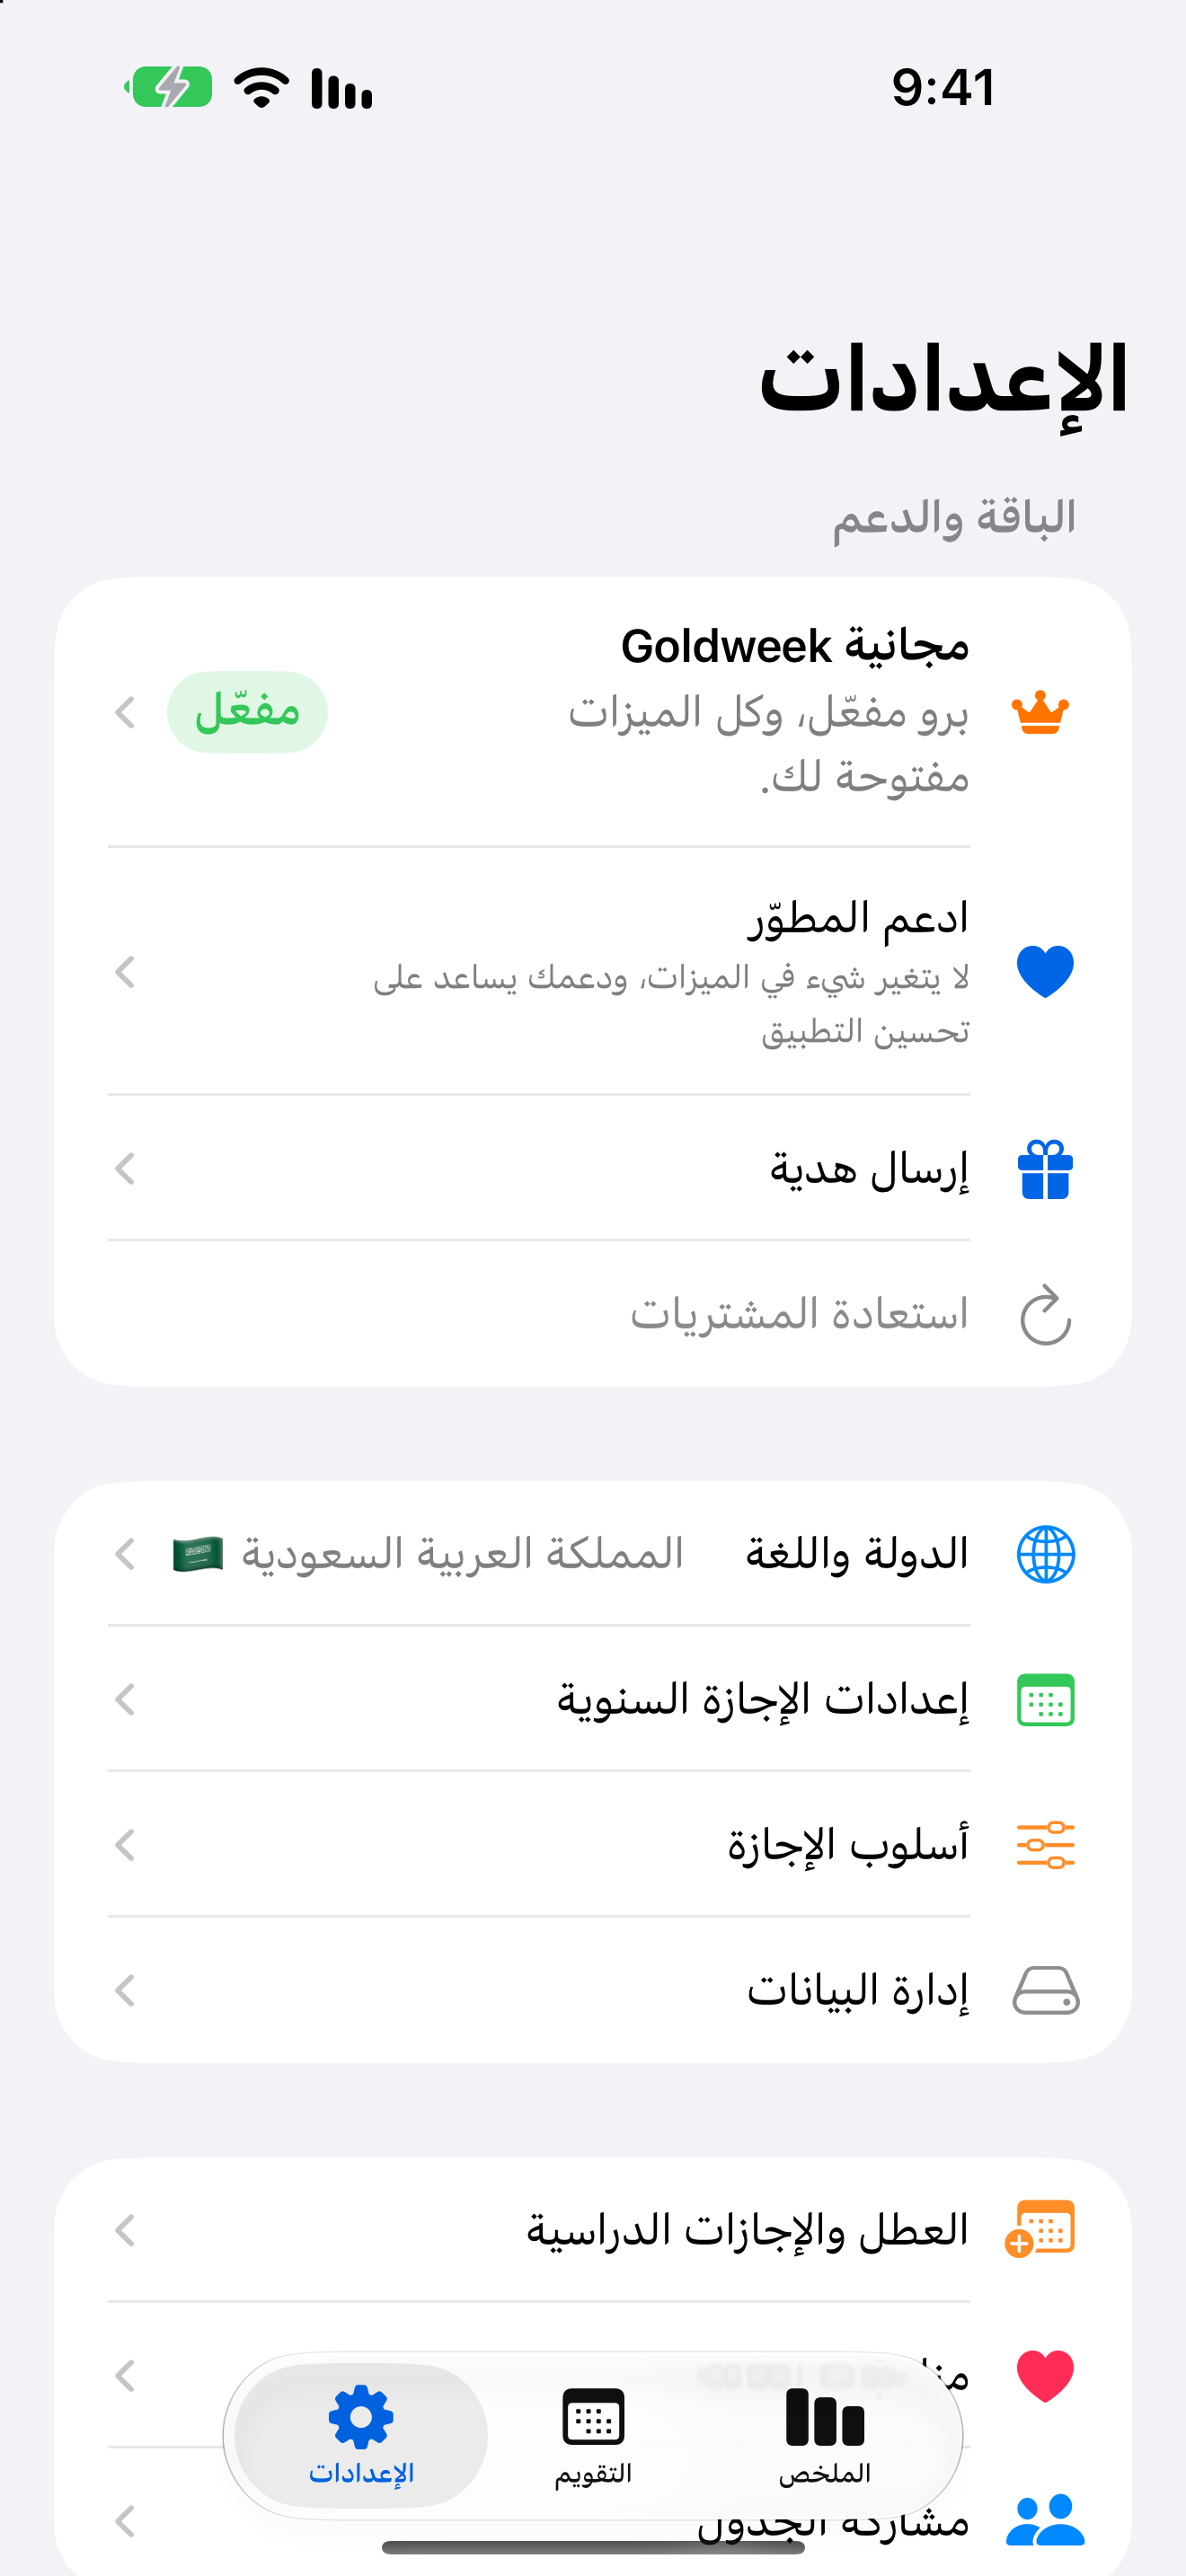 9:41
الإعدادات
الباقة والدعم
مجانية Goldweek
برو مفعّل، وكل الميزات
مفتوحة لك.
مفعّل
ادعم المطوّر
لا يتغير شيء في الميزات، ودعمك يساعد على
تحسين التطبيق
إرسال هدية
استعادة المشتريات
الدولة واللغة
المملكة العربية السعودية
إعدادات الإجازة السنوية
أسلوب الإجازة
إدارة البيانات
العطل والإجازات الدراسية
مشاركة الجدول
الملخص
التقويم
الإعدادات